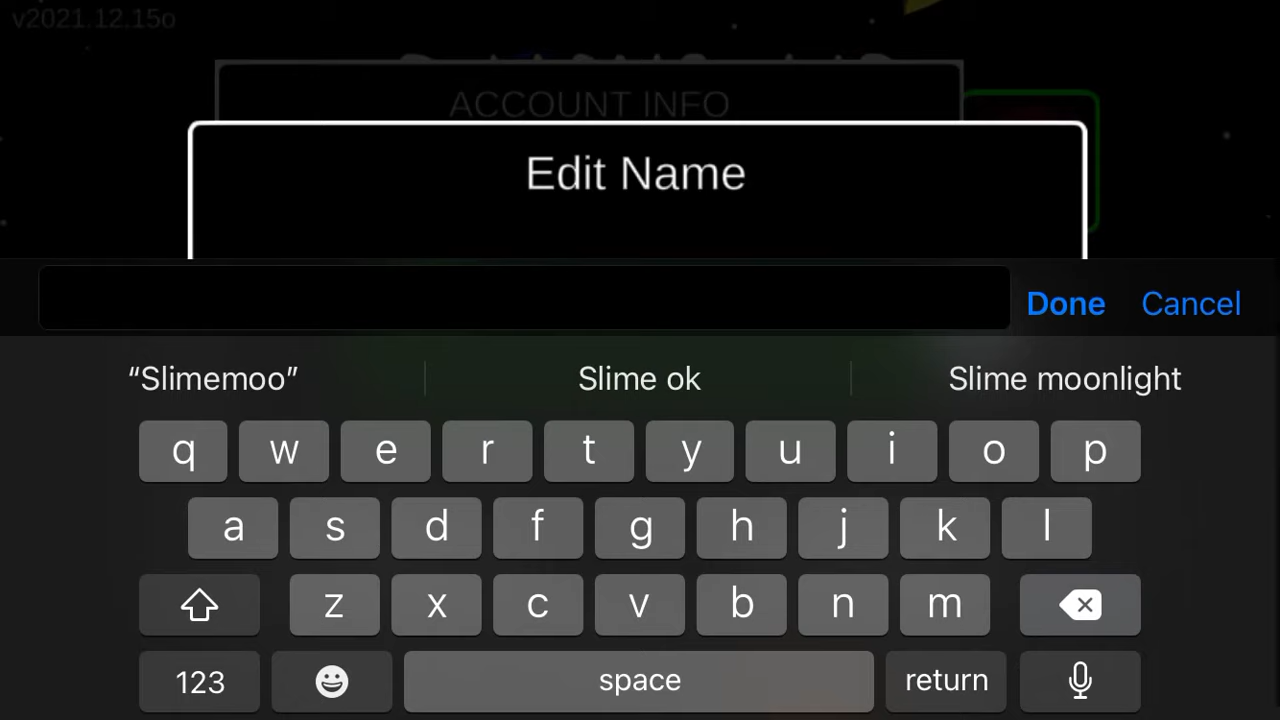 v2021.12.15o
ACCOUNT INFO
Edit Name
Done Cancel
“Slimemoo” Slime ok Slime moonlight
q w e r t y u i o p
a s d f g h j k l
z x c v b n m
123 space return